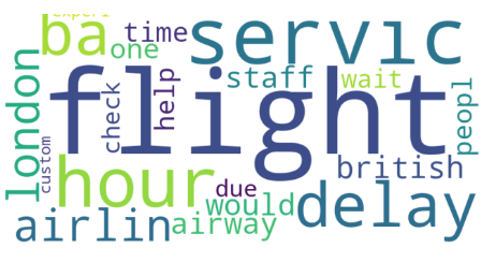 experi
ba
one
time
servic
london
flight
check
help
staff
wait
peopl
custom
hour
due
british
would
delay
airlin
airway